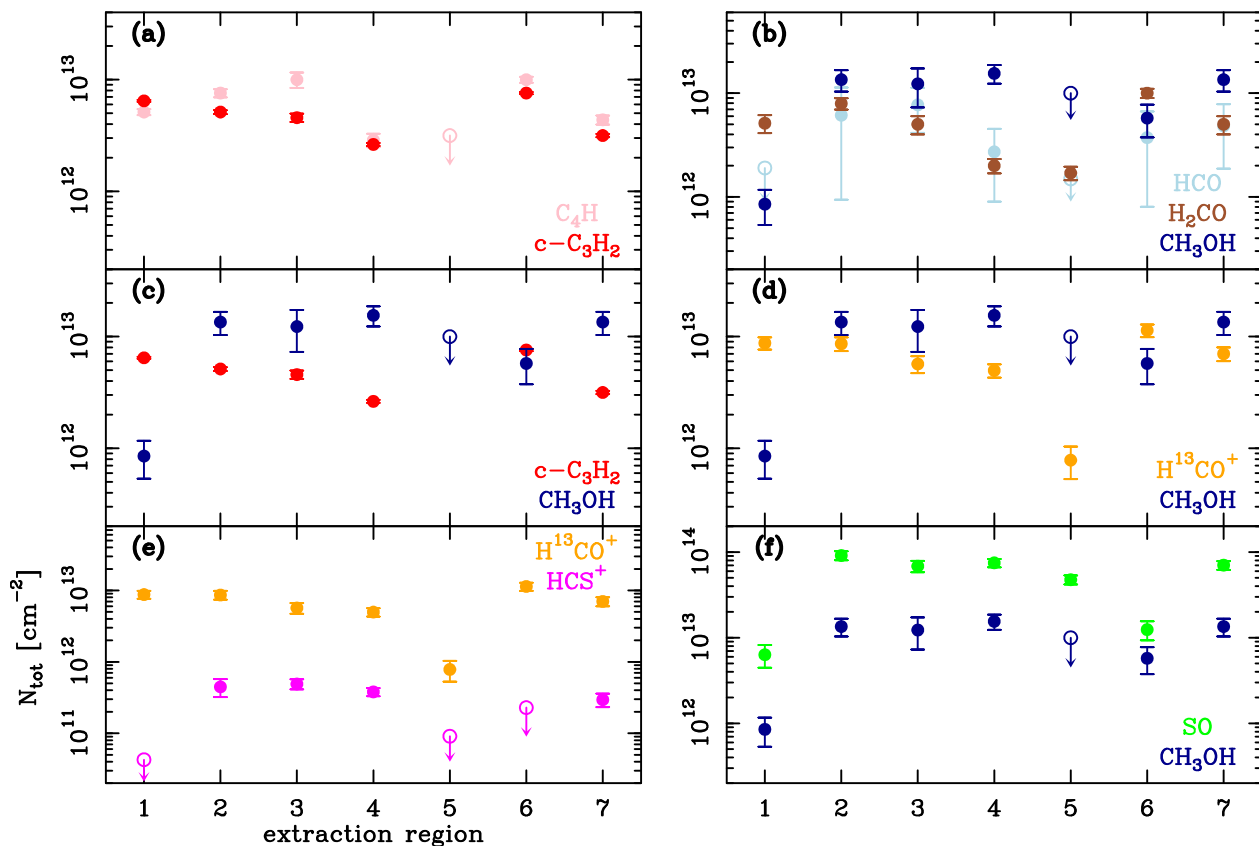 (a)
10^13
10^12
C₄H
c−C₃H₂
(b)
10^13
10^12
HCO
H₂CO
CH₃OH
(c)
10^13
10^12
c−C₃H₂
CH₃OH
(d)
10^13
10^12
H¹³CO⁺
CH₃OH
(e)
10^13
10^12
10^11
H¹³CO⁺
HCS⁺
N_tot [cm⁻²]
1 2 3 4 5 6 7
extraction region
(f)
10^14
10^13
10^12
SO
CH₃OH
1 2 3 4 5 6 7